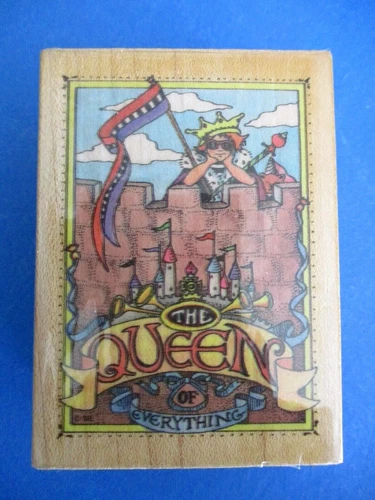 THE
QUEEN
OF
EVERYTHING